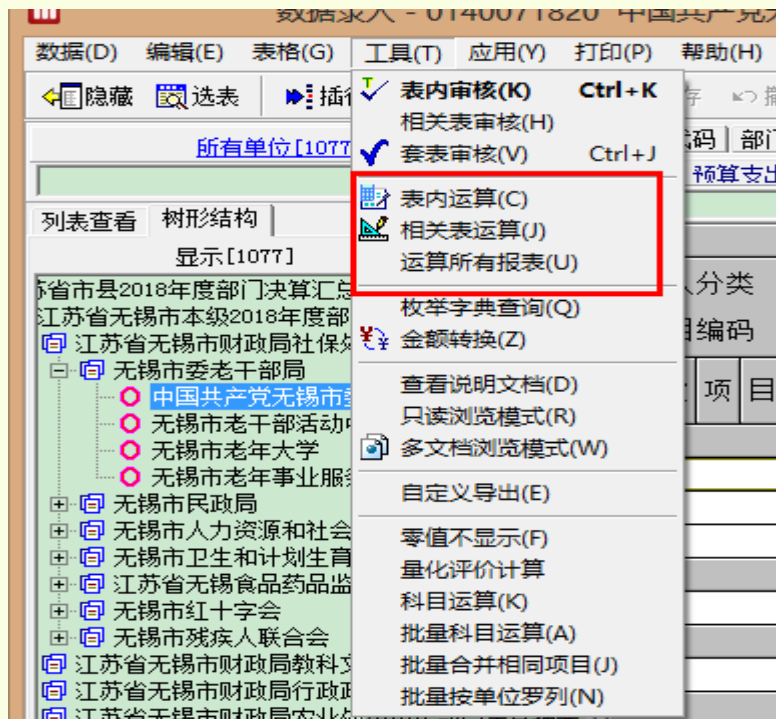 数据录入 - 0140071820 中国共产党
数据(D) 编辑(E) 表格(G) 工具(T) 应用(Y) 打印(P) 帮助(H)
隐藏 选表 插
表内审核(K) Ctrl+K
相关表审核(H)
套表审核(V) Ctrl+J
表内运算(C)
相关表运算(J)
运算所有报表(U)
枚举字典查询(Q)
金额转换(Z)
查看说明文档(D)
只读浏览模式(R)
多文档浏览模式(W)
自定义导出(E)
零值不显示(F)
量化评价计算
科目运算(K)
批量科目运算(A)
批量合并相同项目(J)
批量按单位罗列(N)
所有单位[1077
列表查看 树形结构
显示[1077]
省市县2018年度部门决算汇总
江苏省无锡市本级2018年度部
江苏省无锡市财政局社保
无锡市委老干部局
中国共产党无锡市
无锡市老干部活动
无锡市老年大学
无锡市老年事业服
无锡市民政局
无锡市人力资源和社会
无锡市卫生和计划生育
江苏省无锡食品药品监
无锡市红十字会
无锡市残疾人联合会
江苏省无锡市财政局教科文
江苏省无锡市财政局行政
江苏省无锡市财政局农业
码 部门
预算支出
分类
编码
项 目